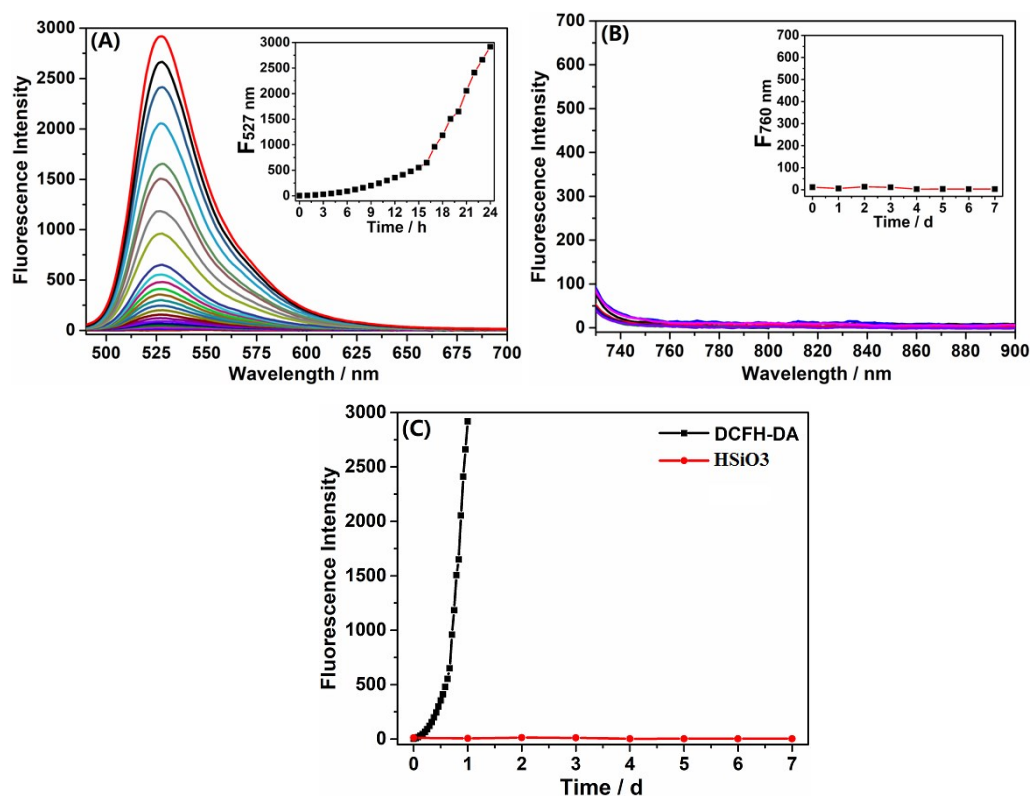 (A)
Fluorescence Intensity
3000
2500
2000
1500
1000
500
0
500 525 550 575 600 625 650 675 700
Wavelength / nm
F527 nm
3000
2500
2000
1500
1000
500
0
0 3 6 9 12 15 18 21 24
Time / h
(B)
Fluorescence Intensity
700
600
500
400
300
200
100
0
740 760 780 800 820 840 860 880 900
Wavelength / nm
F760 nm
700
600
500
400
300
200
100
0
0 1 2 3 4 5 6 7
Time / d
(C)
DCFH-DA
HSiO3
Fluorescence Intensity
3000
2500
2000
1500
1000
500
0
0 1 2 3 4 5 6 7
Time / d